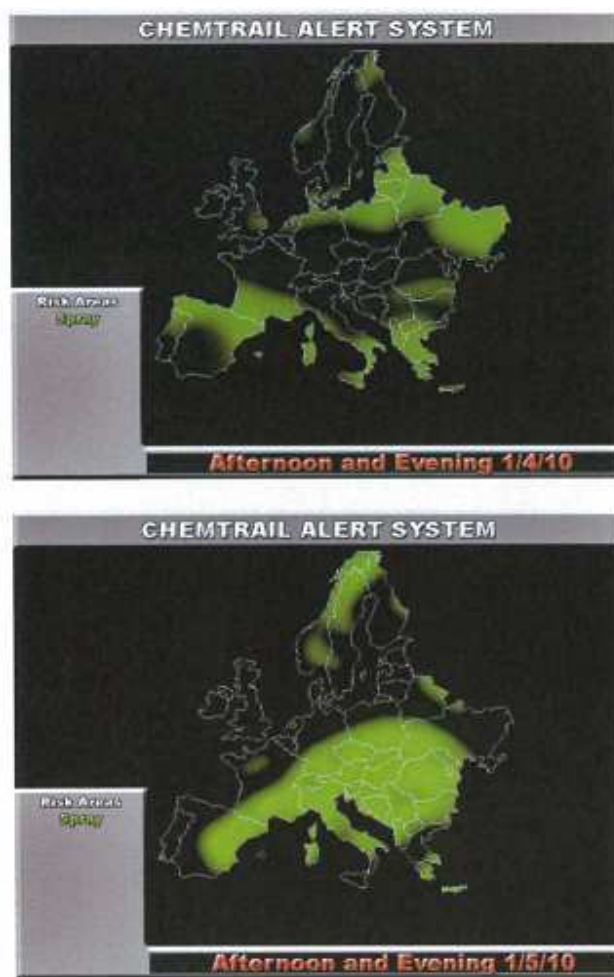 CHEMTRAIL ALERT SYSTEM
Risk Areas
Spray
Afternoon and Evening 1/4/10
CHEMTRAIL ALERT SYSTEM
Risk Areas
Spray
Afternoon and Evening 1/5/10